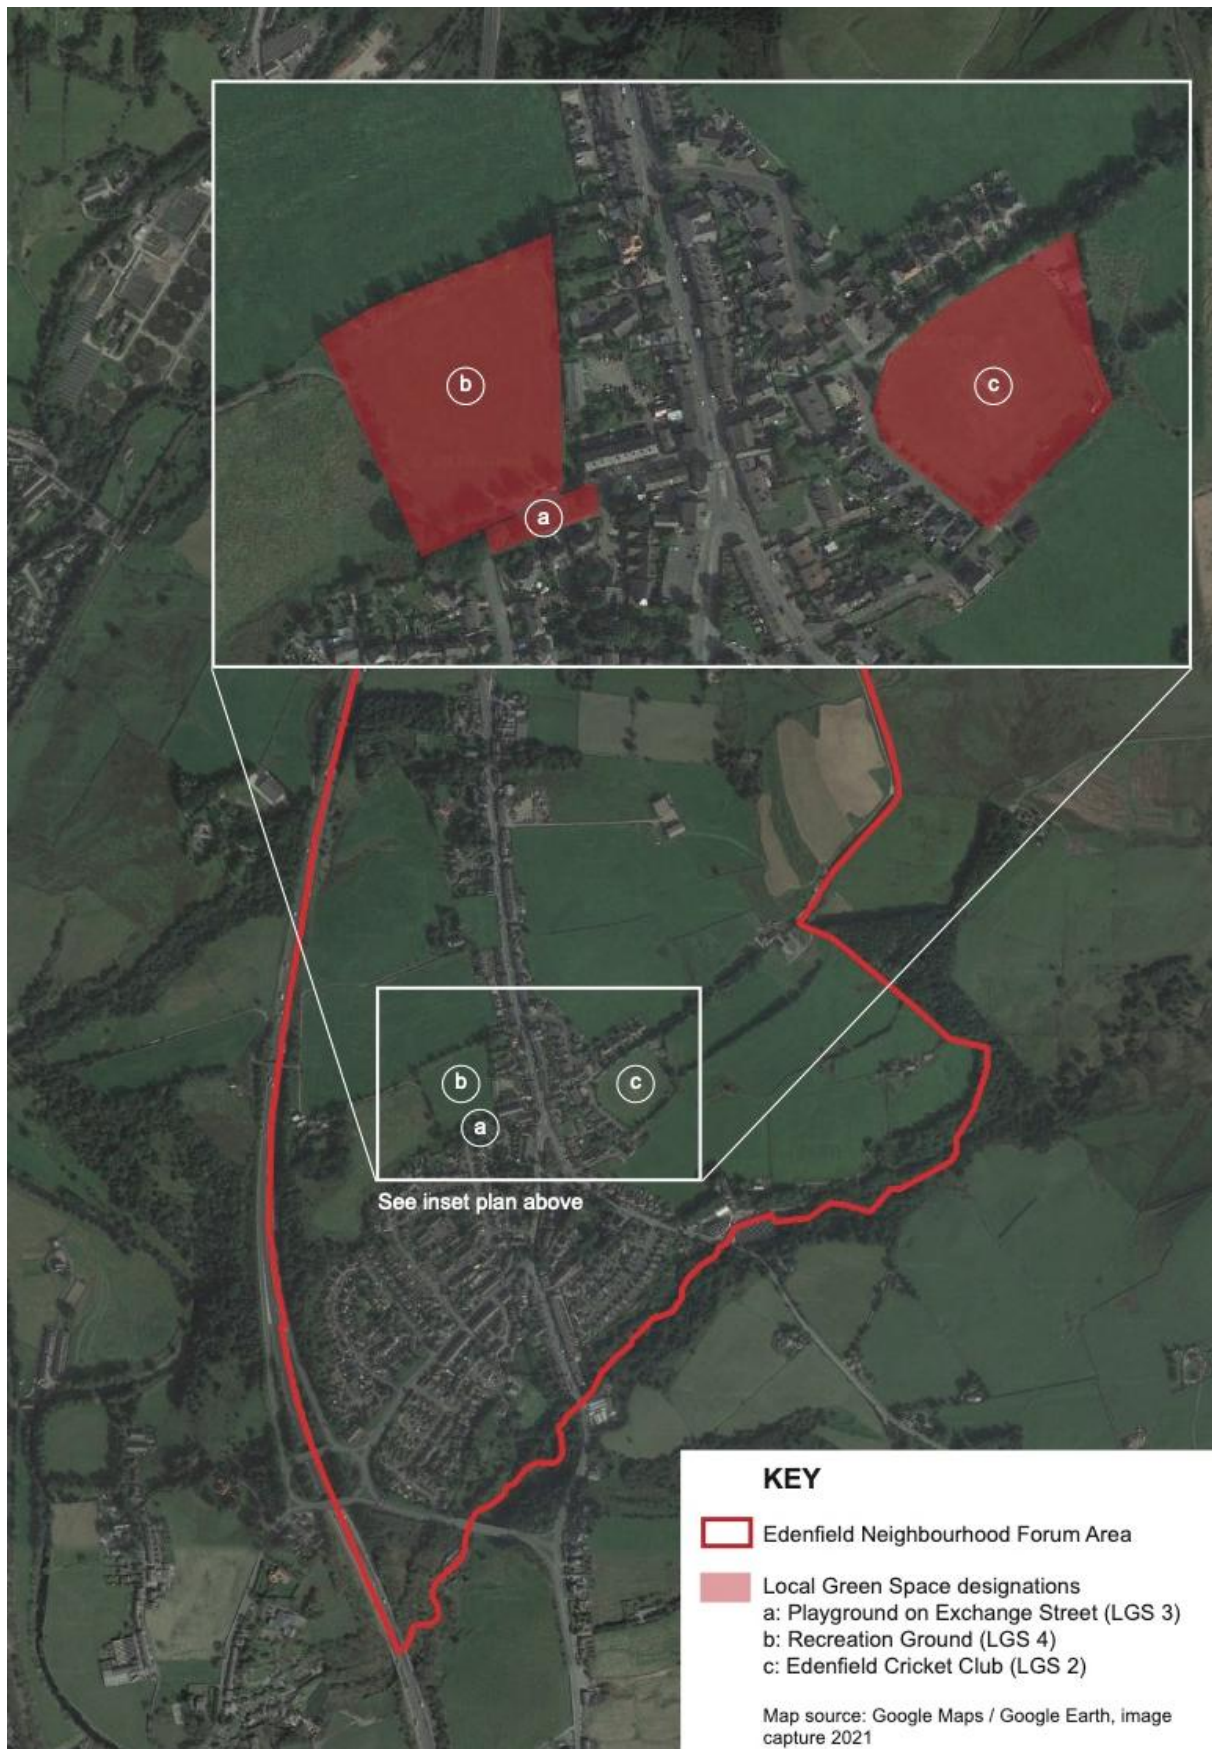 b
c
a
b
c
a
See inset plan above
KEY
Edenfield Neighbourhood Forum Area
Local Green Space designations
a: Playground on Exchange Street (LGS 3)
b: Recreation Ground (LGS 4)
c: Edenfield Cricket Club (LGS 2)
Map source: Google Maps / Google Earth, image
capture 2021